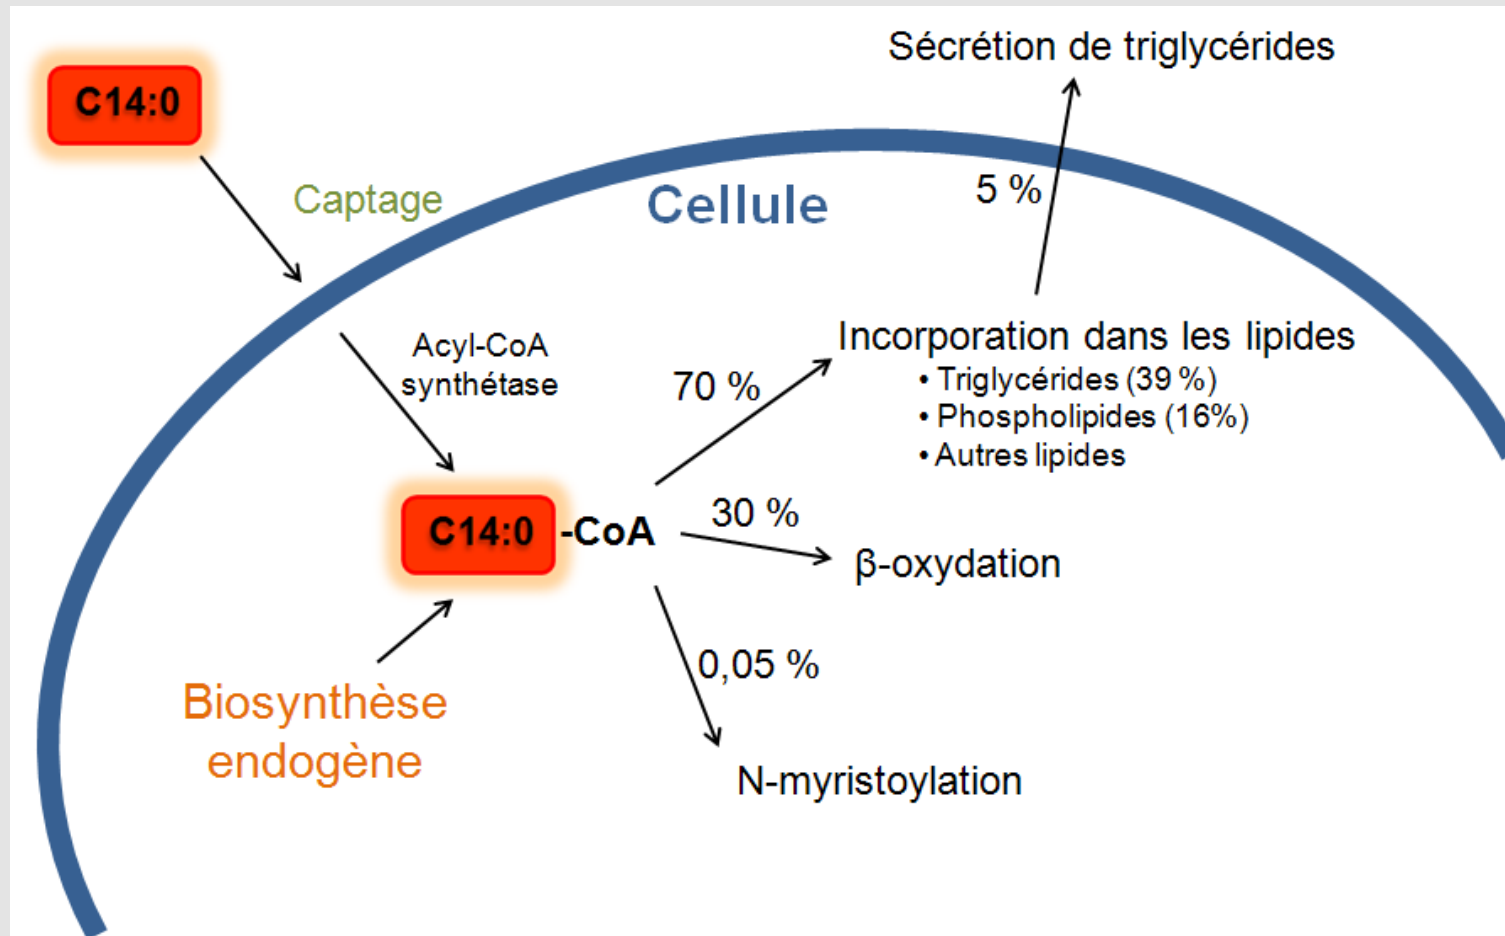 Sécrétion de triglycérides
C14:0
Captage
Cellule
5 %
Acyl-CoA
synthétase
Incorporation dans les lipides
• Triglycérides (39 %)
• Phospholipides (16%)
• Autres lipides
70 %
C14:0 -CoA
30 %
β-oxydation
0,05 %
Biosynthèse
endogène
N-myristoylation